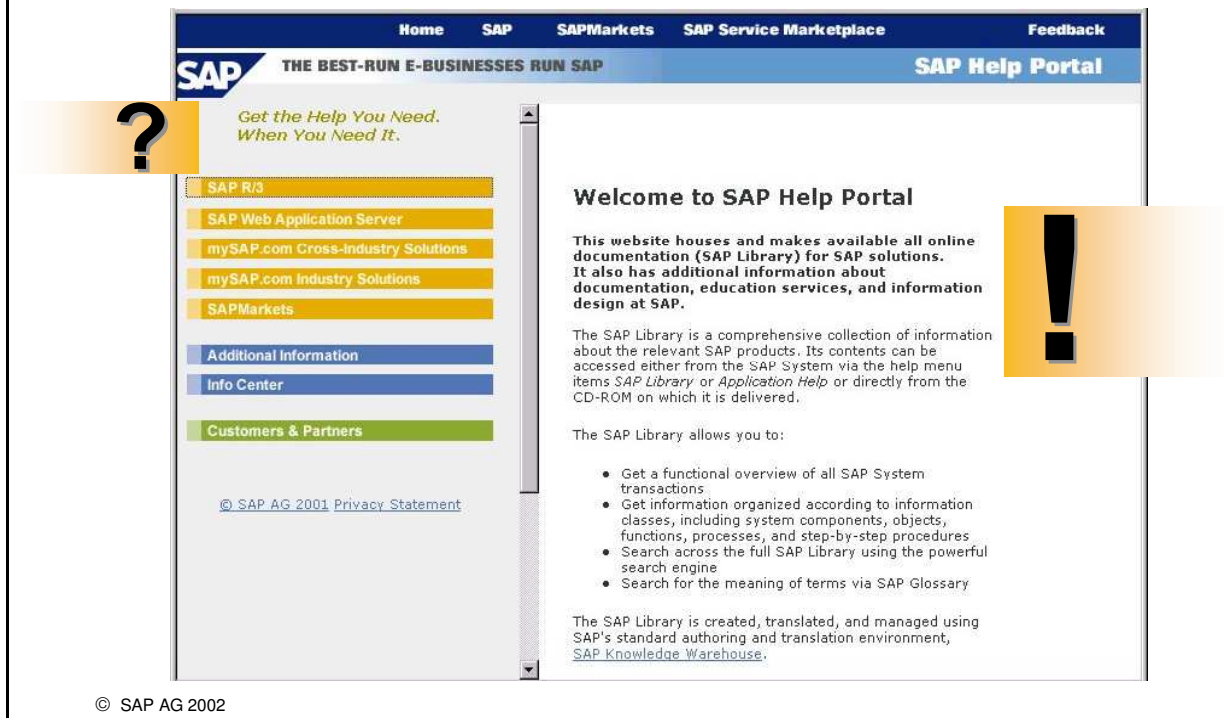 Home SAP SAPMarkets SAP Service Marketplace Feedback
SAP THE BEST-RUN E-BUSINESSES RUN SAP SAP Help Portal
?
Get the Help You Need.
When You Need It.
SAP R/3
SAP Web Application Server
mySAP.com Cross-Industry Solutions
mySAP.com Industry Solutions
SAPMarkets
Additional Information
Info Center
Customers & Partners
© SAP AG 2001 Privacy Statement
Welcome to SAP Help Portal
This website houses and makes available all online
documentation (SAP Library) for SAP solutions.
It also has additional information about
documentation, education services, and information
design at SAP.
!
The SAP Library is a comprehensive collection of information
about the relevant SAP products. Its contents can be
accessed either from the SAP System via the help menu
items SAP Library or Application Help or directly from the
CD-ROM on which it is delivered.
The SAP Library allows you to:
• Get a functional overview of all SAP System
transactions
• Get information organized according to information
classes, including system components, objects,
functions, processes, and step-by-step procedures
• Search across the full SAP Library using the powerful
search engine
• Search for the meaning of terms via SAP Glossary
The SAP Library is created, translated, and managed using
SAP's standard authoring and translation environment,
SAP Knowledge Warehouse.
© SAP AG 2002